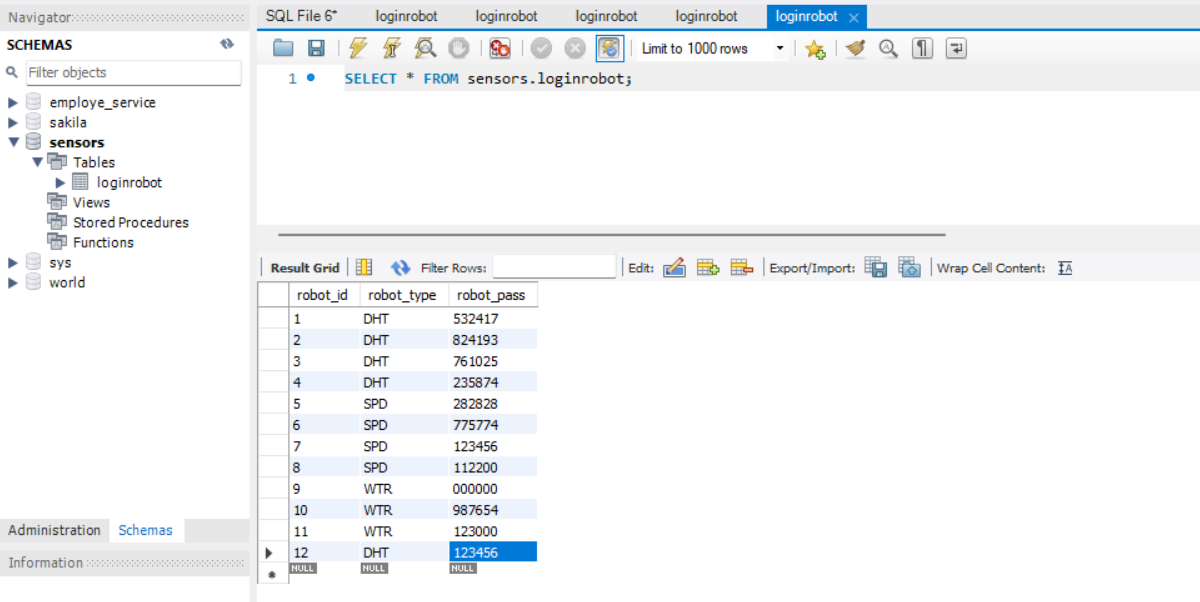 Navigator
SCHEMAS
Filter objects
employe_service
sakila
sensors
Tables
loginrobot
Views
Stored Procedures
Functions
sys
world
Administration Schemas
Information
SQL File 6* loginrobot loginrobot loginrobot loginrobot loginrobot
Limit to 1000 rows
1 SELECT * FROM sensors.loginrobot;
Result Grid Filter Rows: Edit: Export/Import: Wrap Cell Content: IA
robot_id robot_type robot_pass
1 DHT 532417
2 DHT 824193
3 DHT 761025
4 DHT 235874
5 SPD 282828
6 SPD 775774
7 SPD 123456
8 SPD 112200
9 WTR 000000
10 WTR 987654
11 WTR 123000
12 DHT 123456
NULL NULL NULL